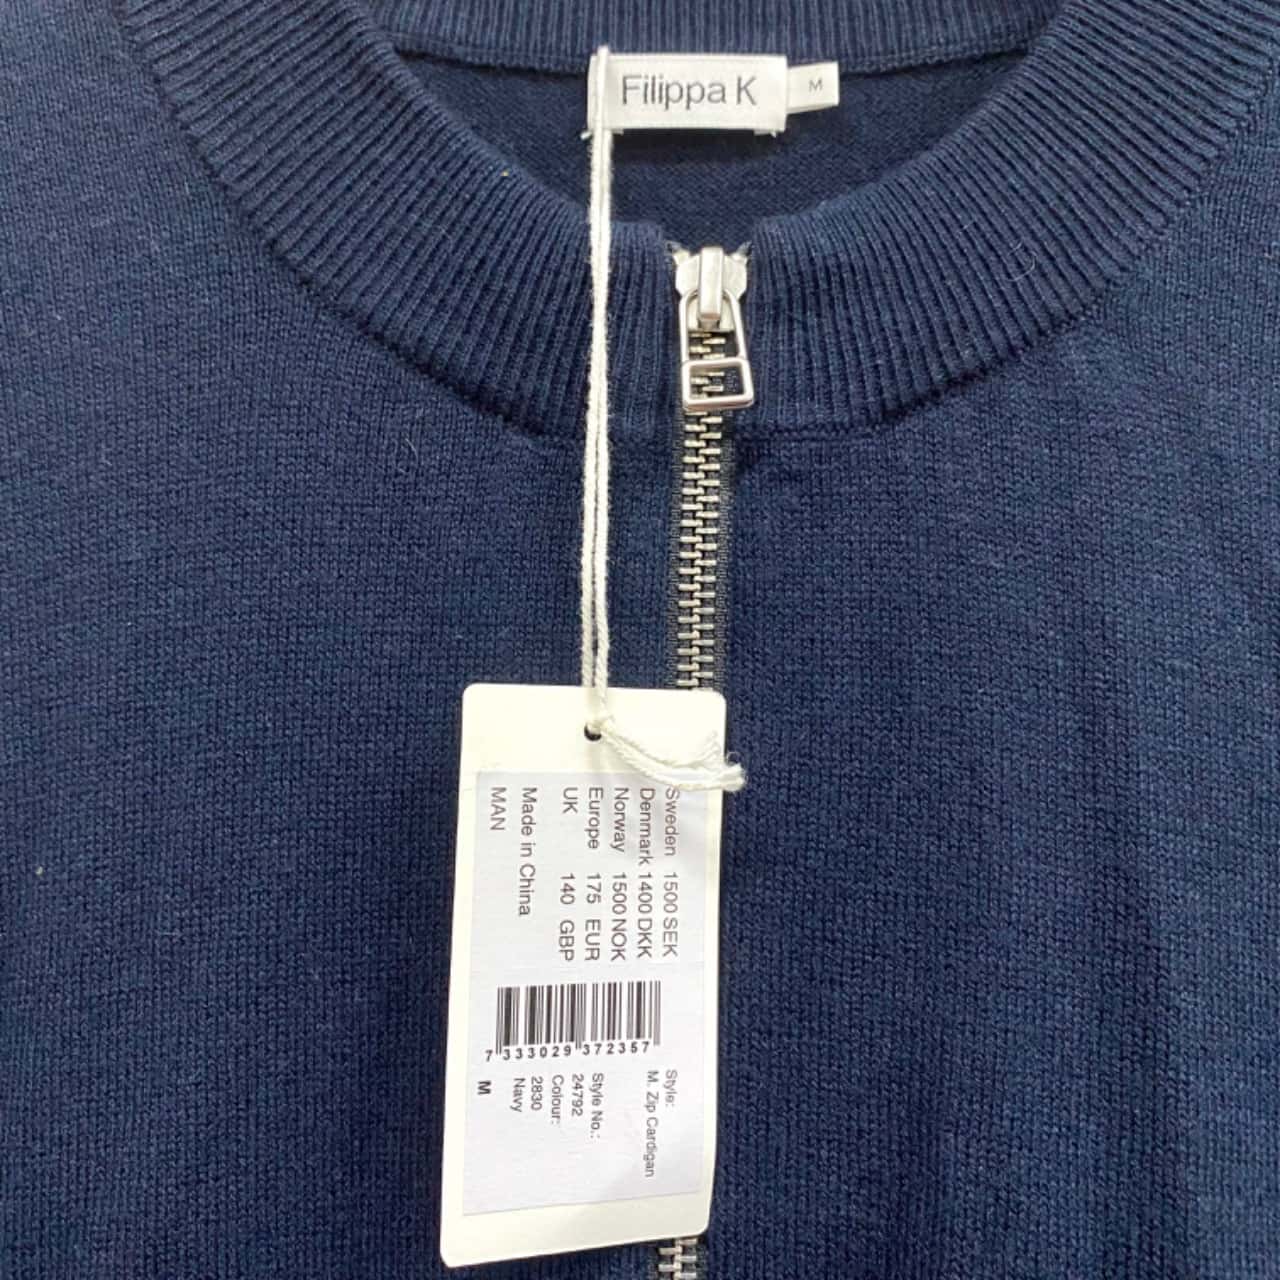 Filippa K
M
Sweden 1500 SEK
Denmark 1400 DKK
Norway 1500 NOK
Europe 175 EUR
UK 140 GBP
Made in China
MAN
7 333029 372357
Style:
M. Zip Cardigan
Style No.:
24792
Colour:
2830
Navy
M